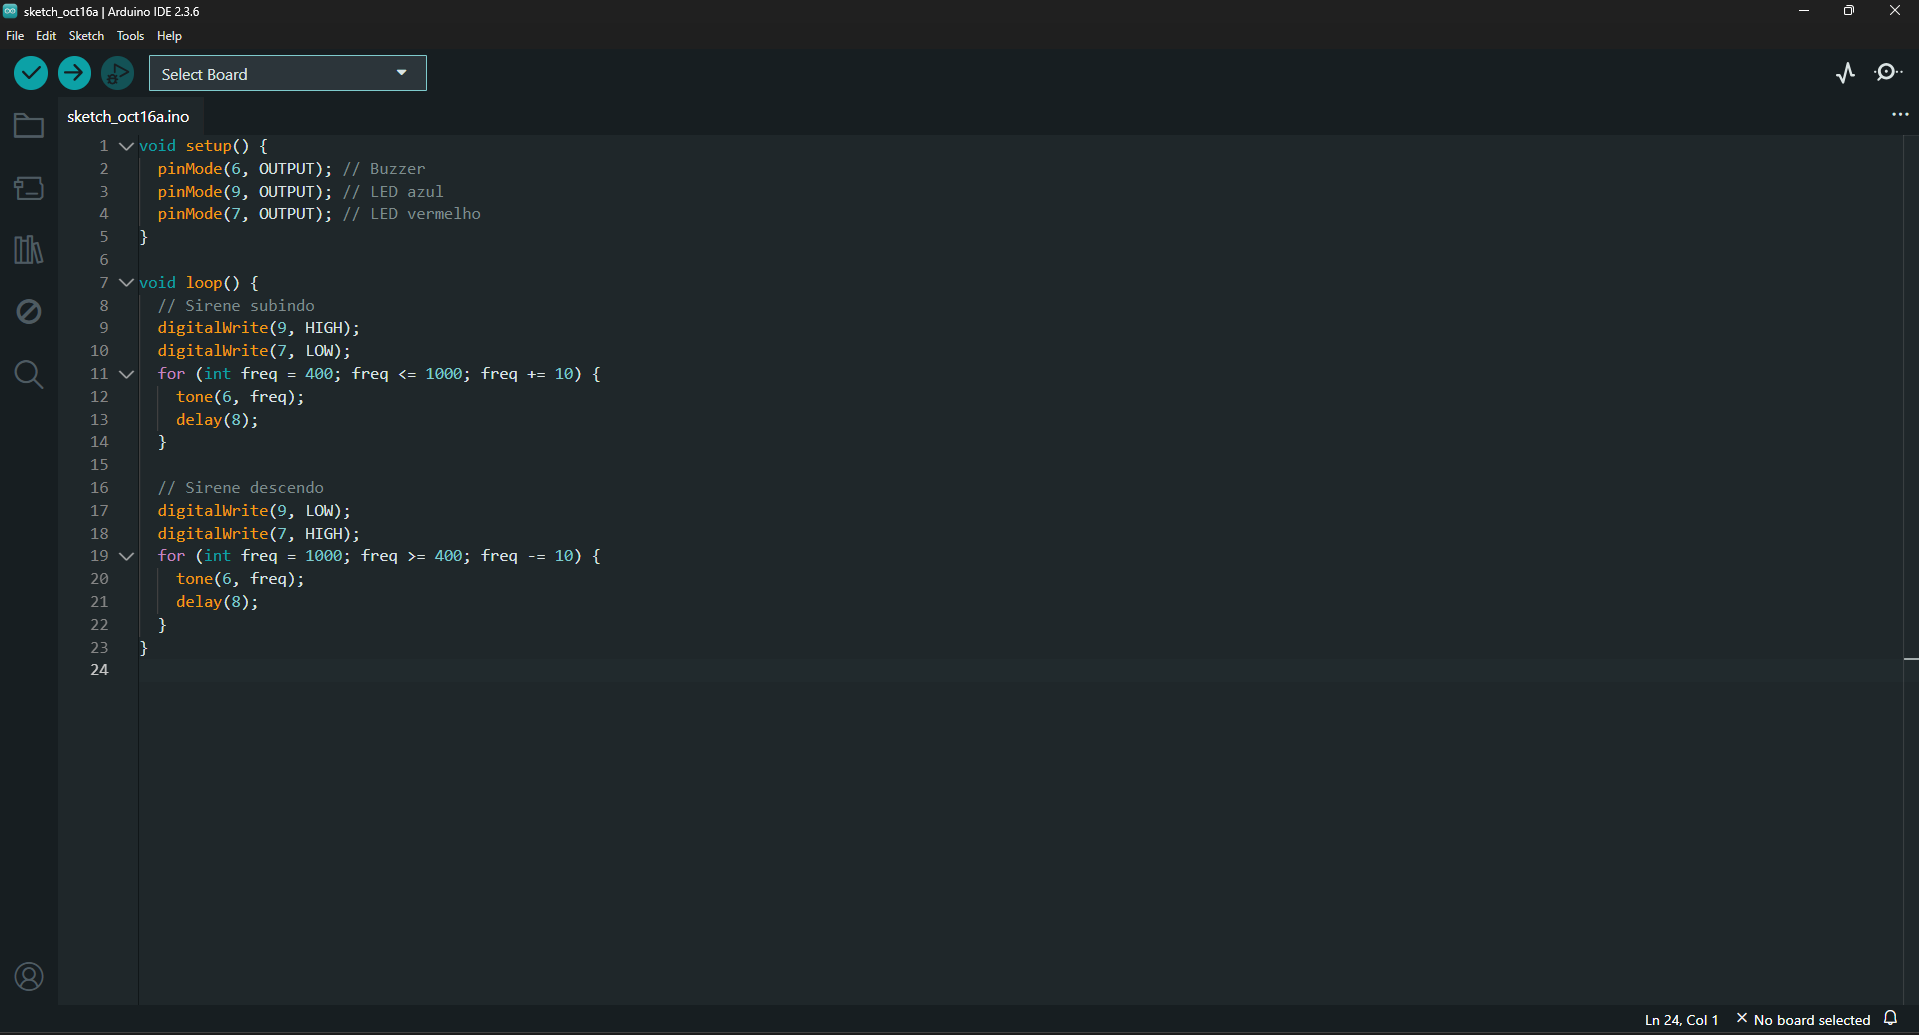 sketch_oct16a | Arduino IDE 2.3.6
File Edit Sketch Tools Help
Select Board
sketch_oct16a.ino
1 void setup() {
2   pinMode(6, OUTPUT); // Buzzer
3   pinMode(9, OUTPUT); // LED azul
4   pinMode(7, OUTPUT); // LED vermelho
5 }
6
7 void loop() {
8   // Sirene subindo
9   digitalWrite(9, HIGH);
10   digitalWrite(7, LOW);
11   for (int freq = 400; freq <= 1000; freq += 10) {
12     tone(6, freq);
13     delay(8);
14   }
15
16   // Sirene descendo
17   digitalWrite(9, LOW);
18   digitalWrite(7, HIGH);
19   for (int freq = 1000; freq >= 400; freq -= 10) {
20     tone(6, freq);
21     delay(8);
22   }
23 }
24
Ln 24, Col 1 × No board selected